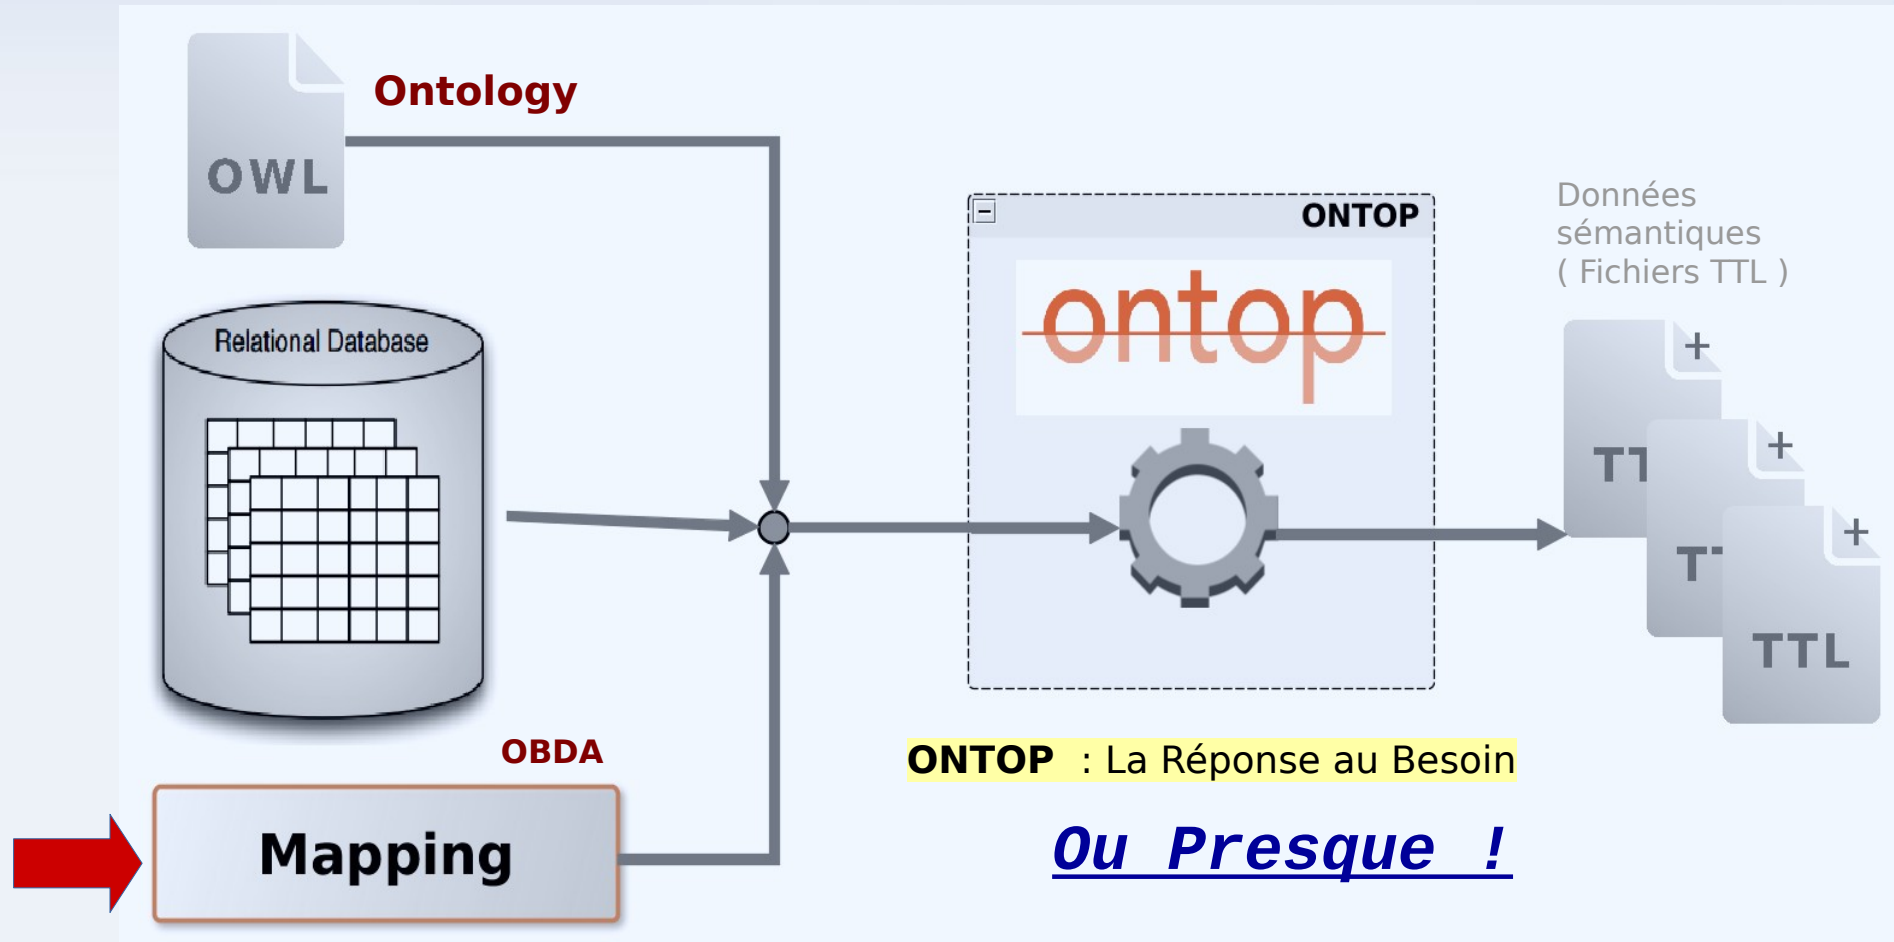 Ontology
OWL
Relational Database
OBDA
Mapping
ONTOP
ontop
ONTOP : La Réponse au Besoin
Ou Presque !
Données
sémantiques
( Fichiers TTL )
+
TT
+
T
+
TTL